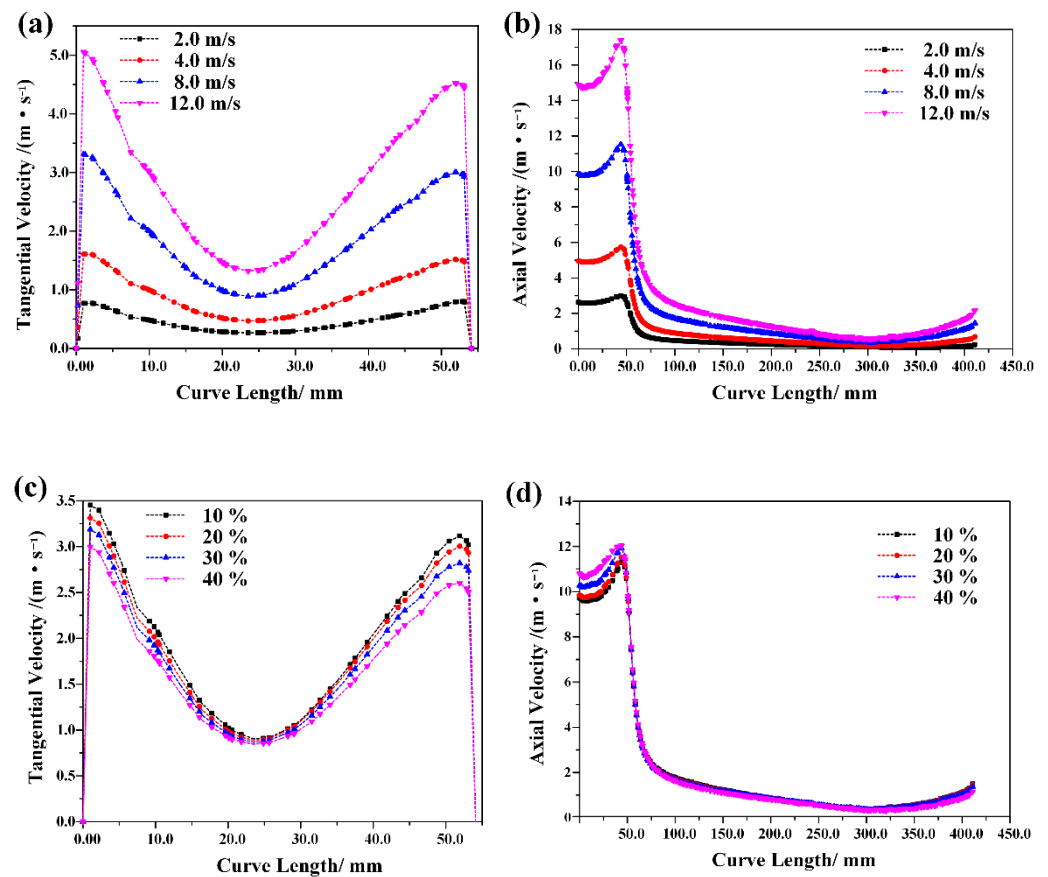 (a)
2.0 m/s
4.0 m/s
8.0 m/s
12.0 m/s
Tangential Velocity /(m • s⁻¹)
5.0
4.0
3.0
2.0
1.0
0.0
0.00 10.0 20.0 30.0 40.0 50.0
Curve Length/ mm
(b)
2.0 m/s
4.0 m/s
8.0 m/s
12.0 m/s
Axial Velocity /(m • s⁻¹)
18
16
14
12
10
8
6
4
2
0
0.00 50.0 100.0 150.0 200.0 250.0 300.0 350.0 400.0 450.0
Curve Length/ mm
(c)
10 %
20 %
30 %
40 %
Tangential Velocity /(m • s⁻¹)
3.5
3.0
2.5
2.0
1.5
1.0
0.5
0.0
0.00 10.0 20.0 30.0 40.0 50.0
Curve Length/ mm
(d)
10 %
20 %
30 %
40 %
Axial Velocity /(m • s⁻¹)
14
12
10
8
6
4
2
0
50.0 100.0 150.0 200.0 250.0 300.0 350.0 400.0 450.0
Curve Length/ mm